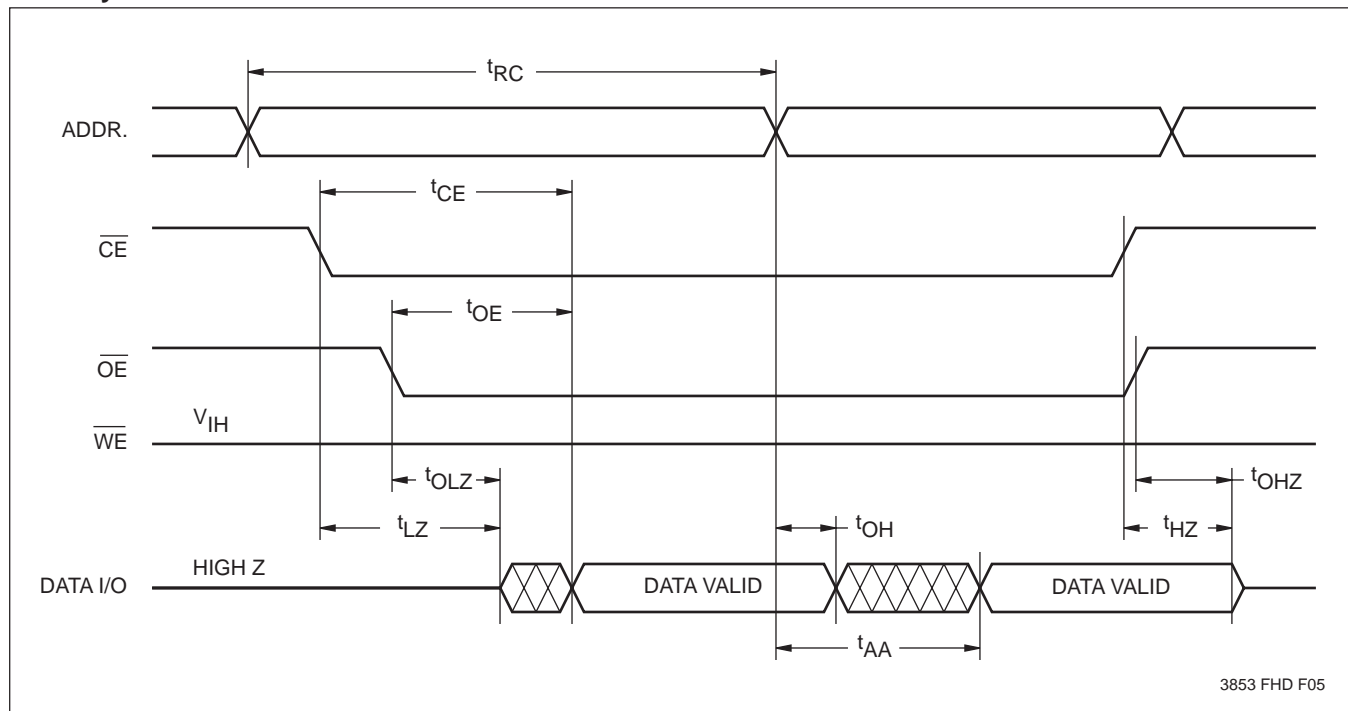 tRC
ADDR.
tCE
CE
tOE
OE
VIH
WE
tOLZ
tOHZ
tLZ
tOH
tHZ
HIGH Z
DATA I/O
DATA VALID
DATA VALID
tAA
3853 FHD F05